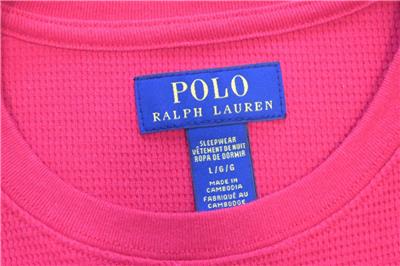 POLO
RALPH LAUREN
SLEEPWEAR
VÊTEMENT DE NUIT
ROPA DE DORMIR
L/G/G
MADE IN
CAMBODIA
FABRIQUÉ AU
CAMBODGE